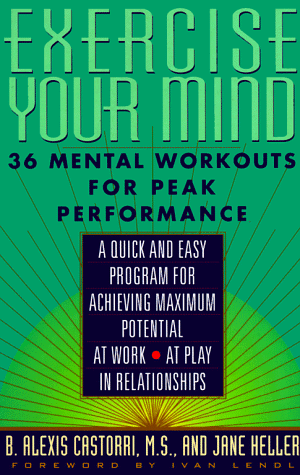 EXERCISE
YOUR MIND
36 MENTAL WORKOUTS
FOR PEAK
PERFORMANCE
A QUICK AND EASY
PROGRAM FOR
ACHIEVING MAXIMUM
POTENTIAL
AT WORK • AT PLAY
IN RELATIONSHIPS
B. ALEXIS CASTORRI, M.S., AND JANE HELLER
FOREWORD BY IVAN LENDL